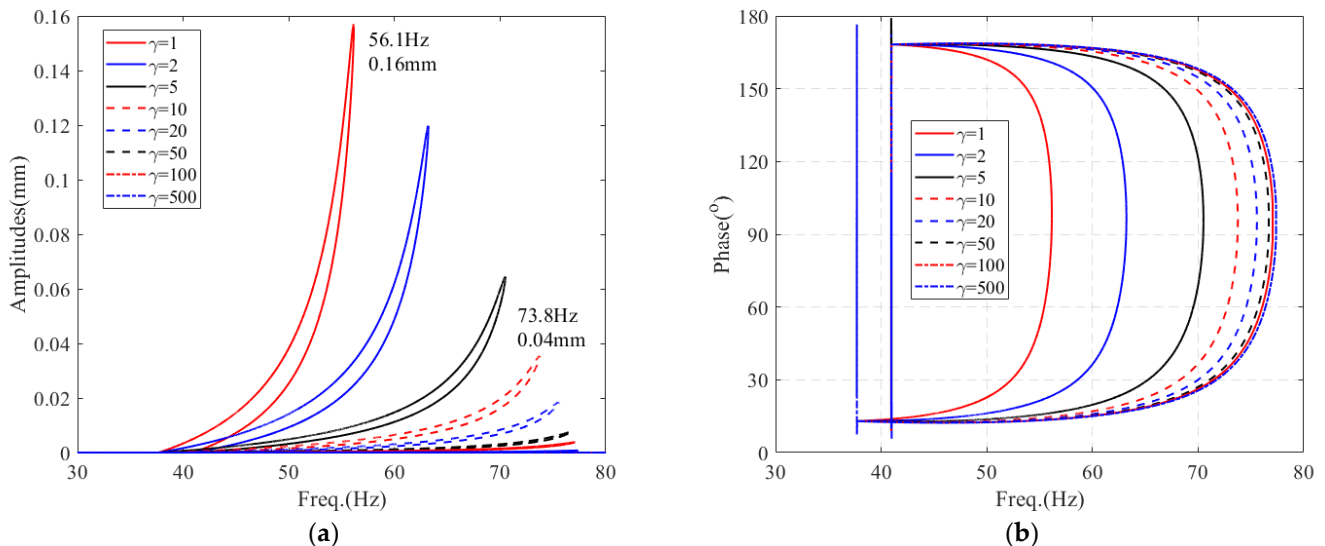 0.16
0.14
0.12
0.1
0.08
0.06
0.04
0.02
0
Amplitudes(mm)
γ=1
γ=2
γ=5
γ=10
γ=20
γ=50
γ=100
γ=500
56.1Hz
0.16mm
73.8Hz
0.04mm
30 40 50 60 70 80
Freq.(Hz)
(a)
180
150
120
90
60
30
0
Phase(°)
γ=1
γ=2
γ=5
γ=10
γ=20
γ=50
γ=100
γ=500
30 40 50 60 70 80
Freq.(Hz)
(b)